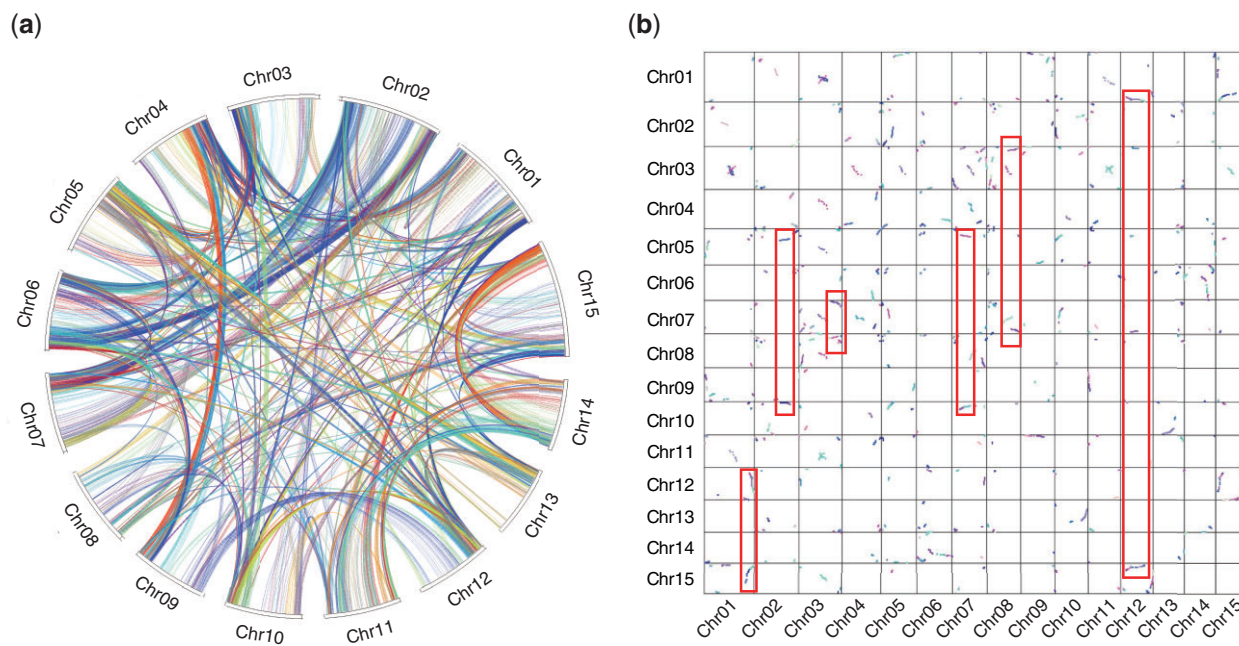 (a)
Chr03
Chr02
Chr04
Chr01
Chr05
Chr15
Chr06
Chr14
Chr07
Chr13
Chr08
Chr12
Chr09
Chr11
Chr10
(b)
Chr01
Chr02
Chr03
Chr04
Chr05
Chr06
Chr07
Chr08
Chr09
Chr10
Chr11
Chr12
Chr13
Chr14
Chr15
Chr01 Chr02 Chr03 Chr04 Chr05 Chr06 Chr07 Chr08 Chr09 Chr10 Chr11 Chr12 Chr13 Chr14 Chr15